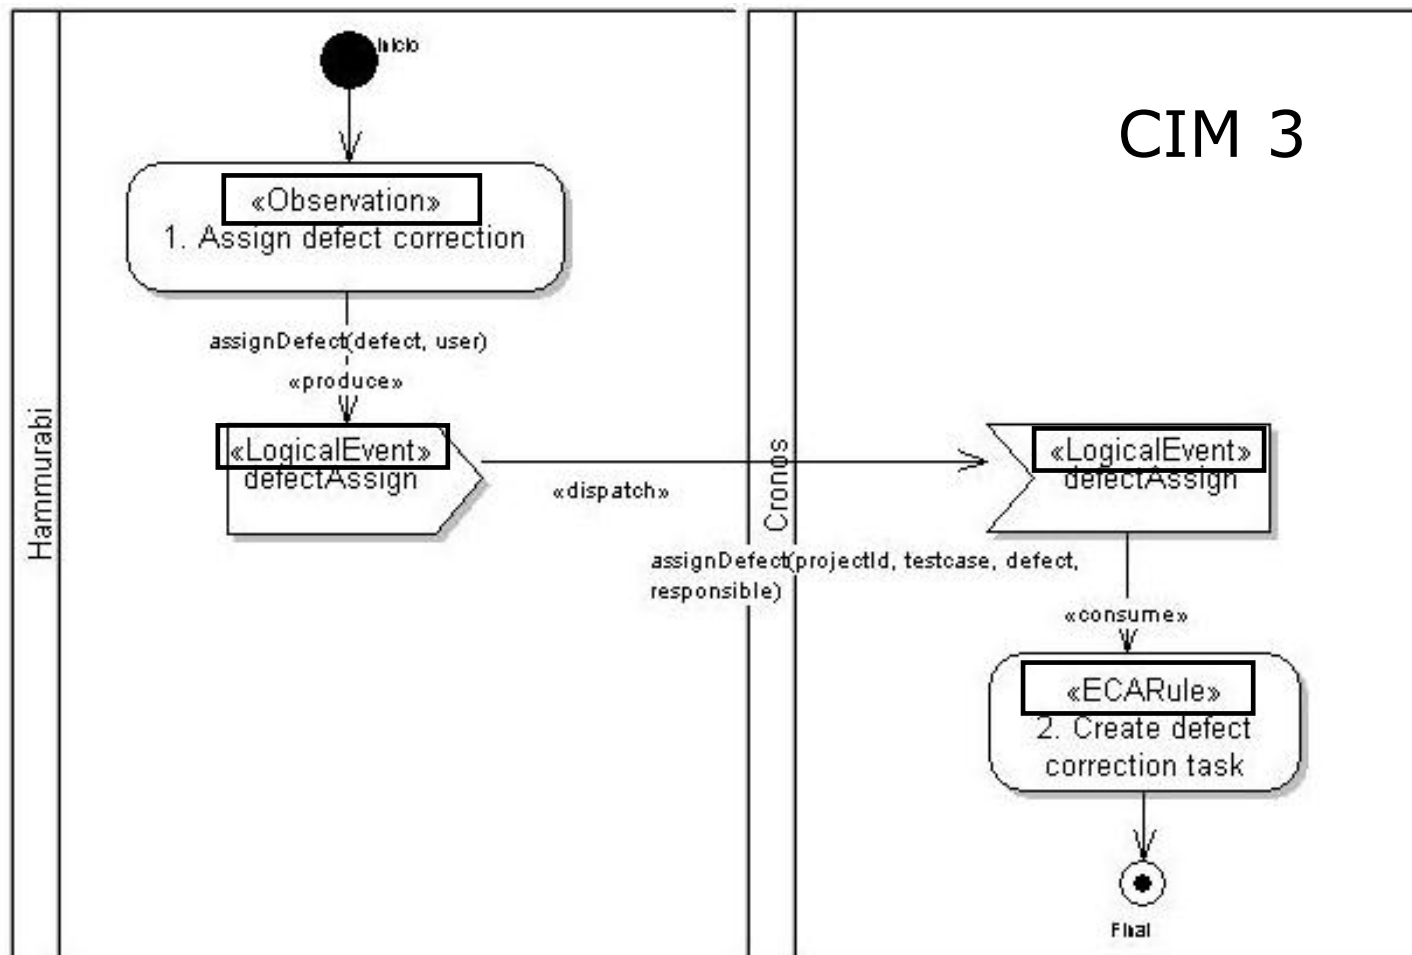 Inicio
CIM 3
«Observation»
1. Assign defect correction
assignDefect(defect, user)
«produce»
Hammurabi
«LogicalEvent»
defectAssign
«dispatch»
Cronos
«LogicalEvent»
defectAssign
assignDefect(projectId, testcase, defect,
responsible)
«consume»
«ECARule»
2. Create defect
correction task
Final